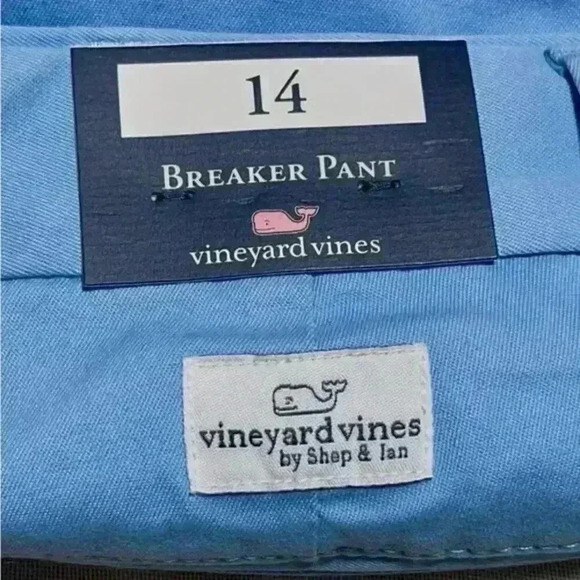 14
BREAKER PANT
vineyard vines
vineyard vines
by Shep & Ian